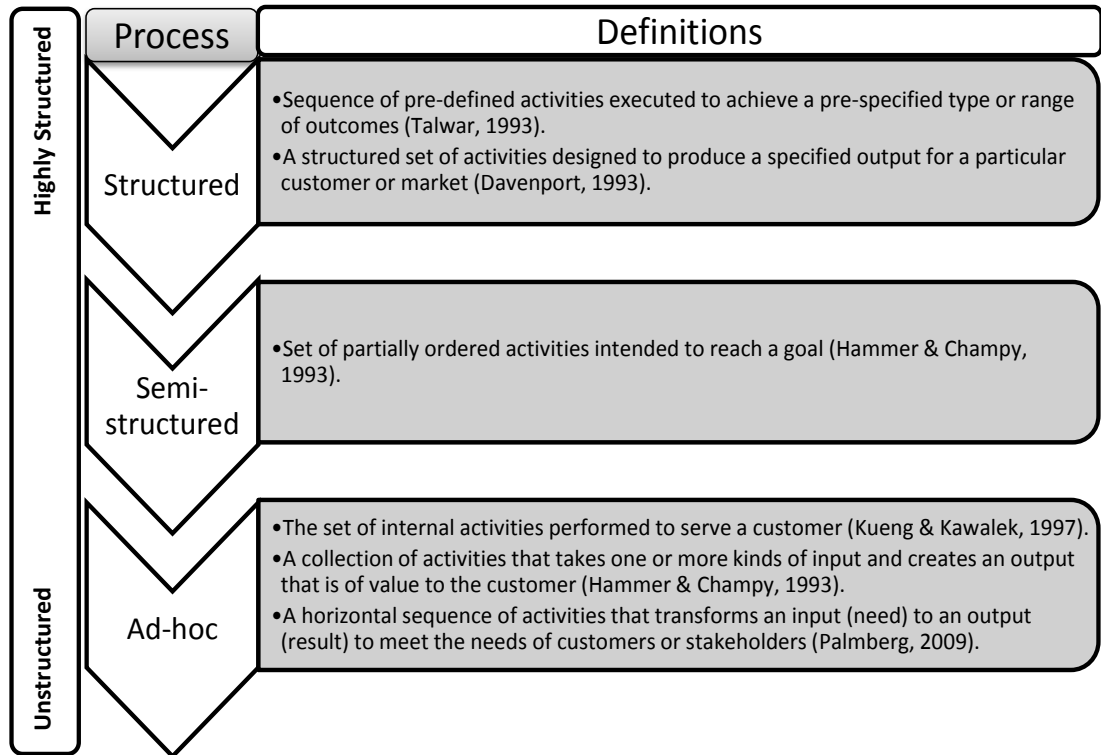 Highly Structured
Unstructured
Process
Definitions
Structured
•Sequence of pre-defined activities executed to achieve a pre-specified type or range
of outcomes (Talwar, 1993).
•A structured set of activities designed to produce a specified output for a particular
customer or market (Davenport, 1993).
Semi-
structured
•Set of partially ordered activities intended to reach a goal (Hammer & Champy,
1993).
Ad-hoc
•The set of internal activities performed to serve a customer (Kueng & Kawalek, 1997).
•A collection of activities that takes one or more kinds of input and creates an output
that is of value to the customer (Hammer & Champy, 1993).
•A horizontal sequence of activities that transforms an input (need) to an output
(result) to meet the needs of customers or stakeholders (Palmberg, 2009).